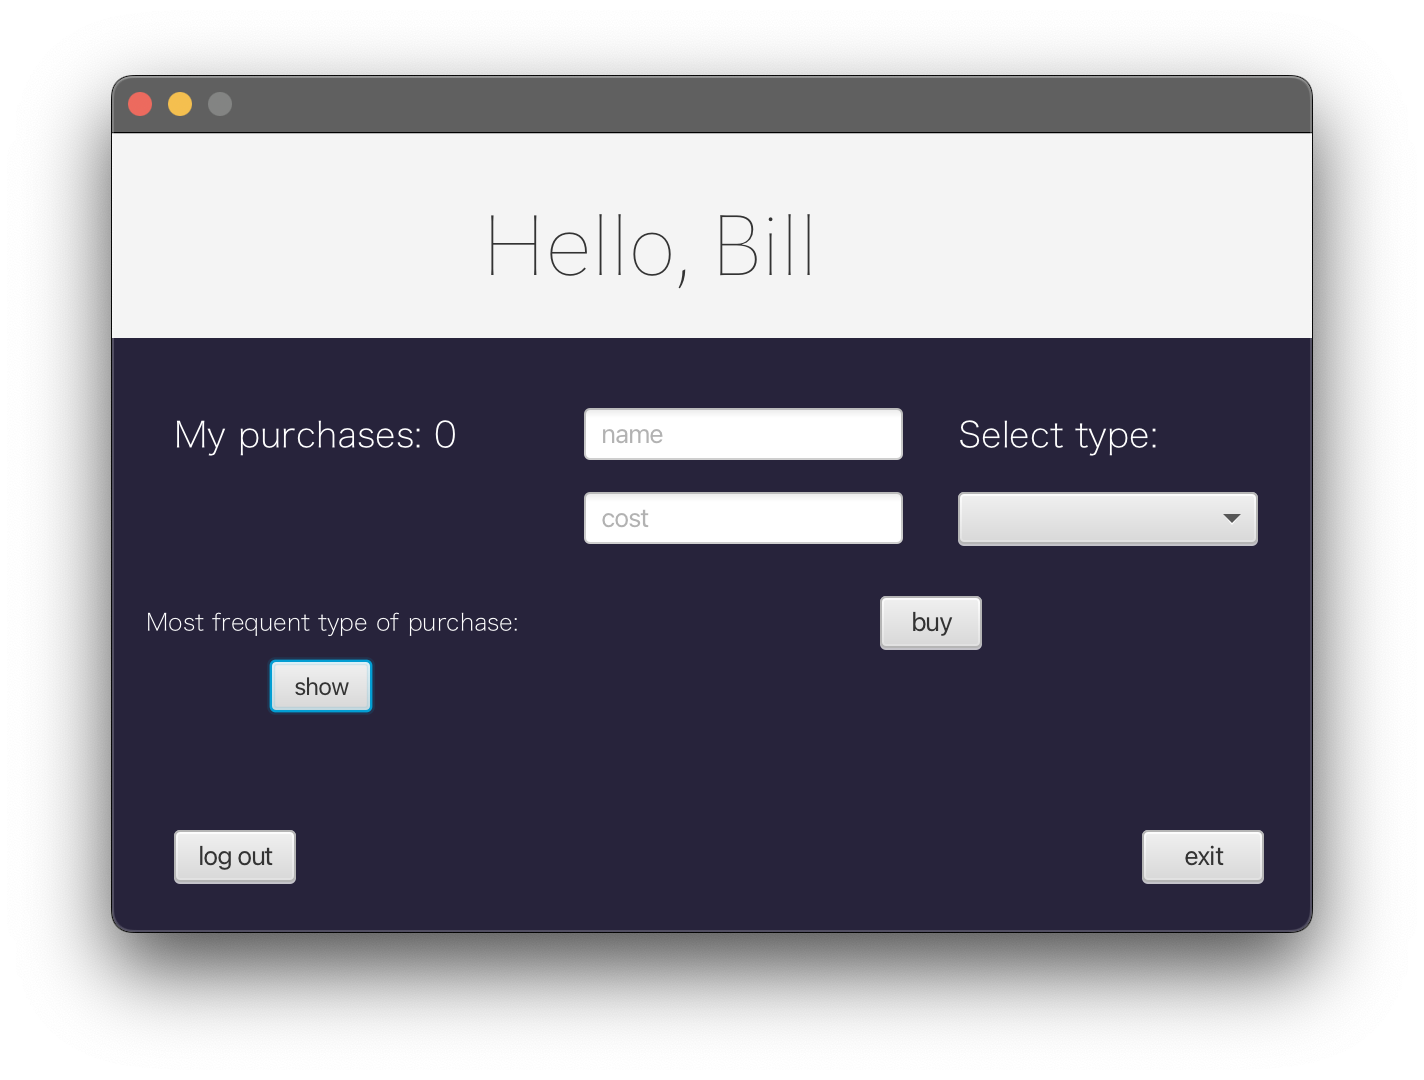 Hello, Bill
My purchases: 0
name
Select type:
cost
Most frequent type of purchase:
buy
show
log out
exit